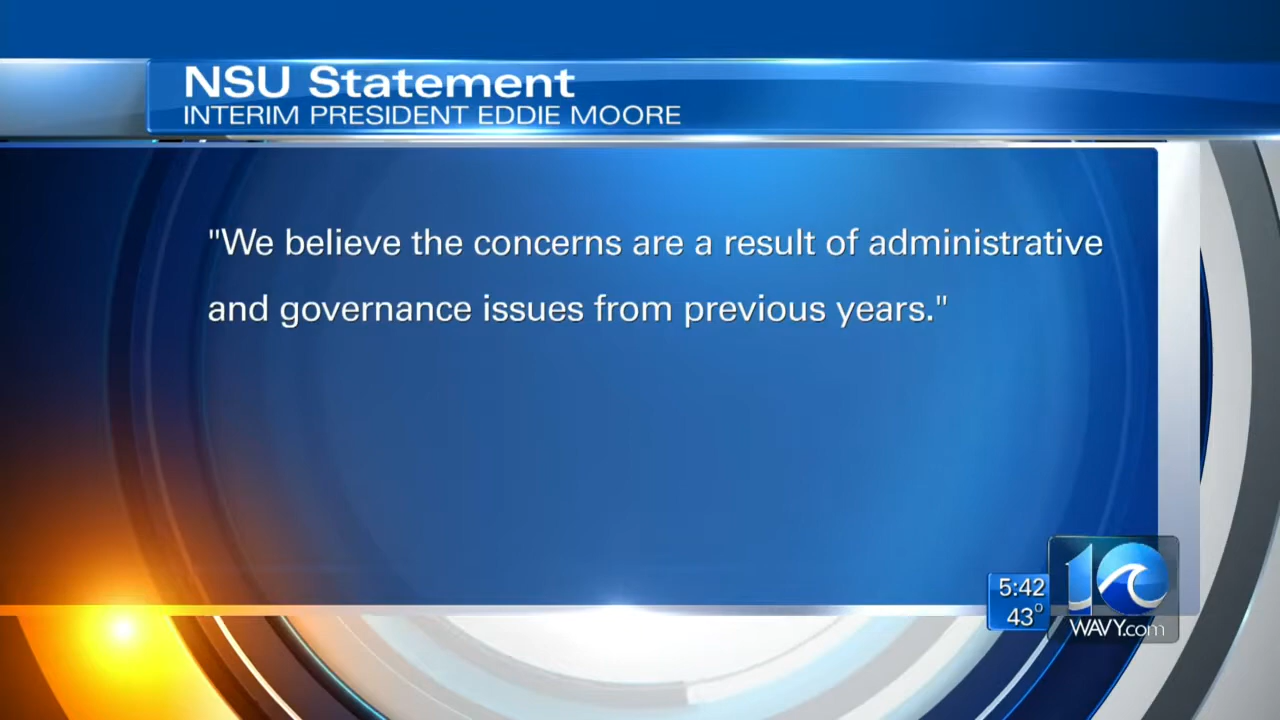 NSU Statement
INTERIM PRESIDENT EDDIE MOORE
"We believe the concerns are a result of administrative
and governance issues from previous years."
5:42
43°
10
WAVY.com